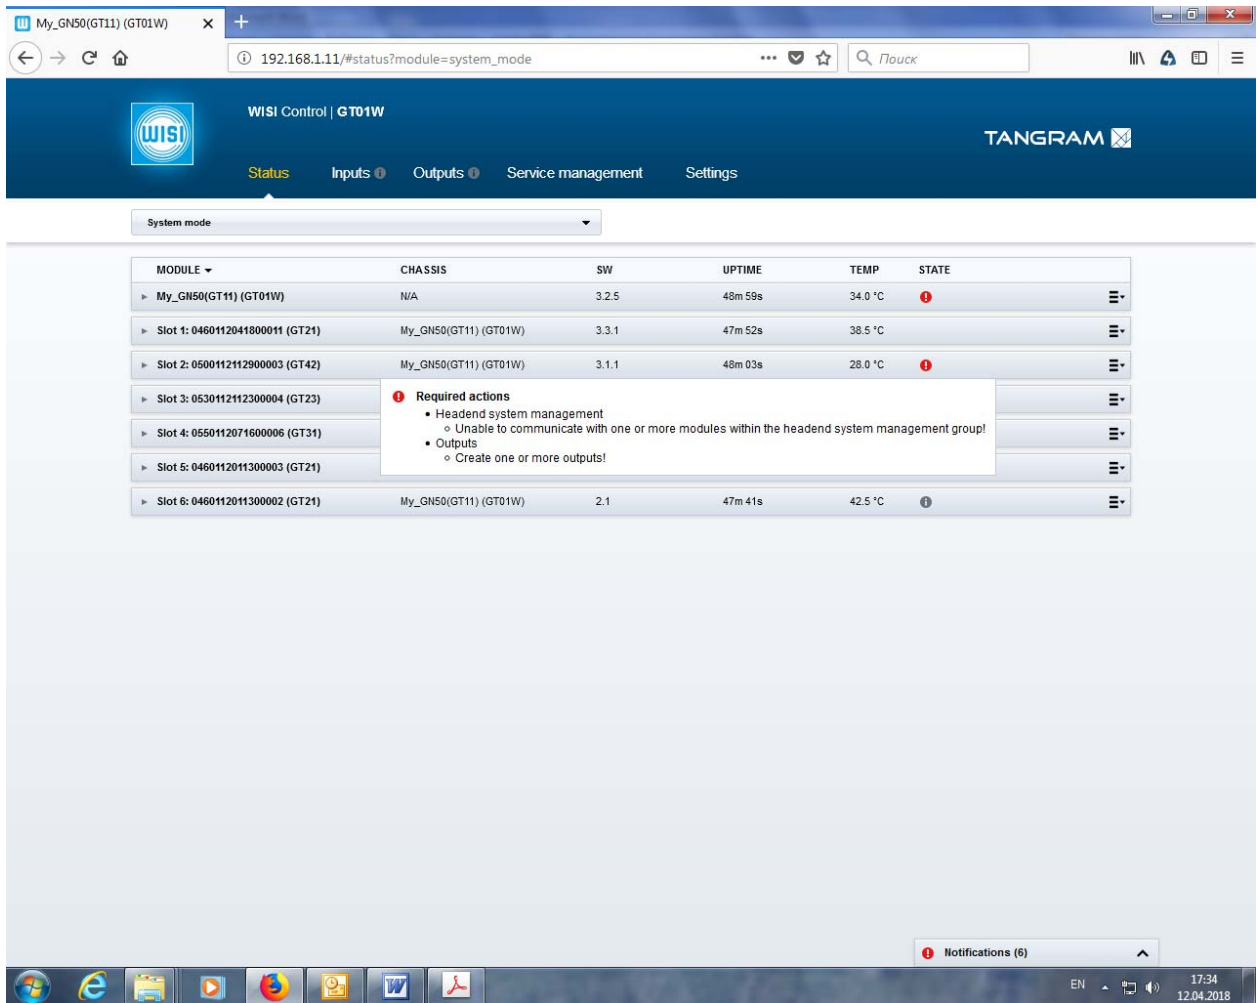 My_GN50(GT11) (GT01W)
192.168.1.11/#status?module=system_mode
Поиск
WISI
WISI Control | GT01W
TANGRAM
Status Inputs Outputs Service management Settings
System mode
MODULE CHASSIS SW UPTIME TEMP STATE
My_GN50(GT11) (GT01W) N/A 3.2.5 48m 59s 34.0 °C
Slot 1: 0460112041800011 (GT21) My_GN50(GT11) (GT01W) 3.3.1 47m 52s 38.5 °C
Slot 2: 0500112112900003 (GT42) My_GN50(GT11) (GT01W) 3.1.1 48m 03s 28.0 °C
Slot 3: 0530112112300004 (GT23)
Slot 4: 0550112071600006 (GT31)
Slot 5: 0460112011300003 (GT21)
Required actions
• Headend system management
Unable to communicate with one or more modules within the headend system management group!
• Outputs
Create one or more outputs!
Slot 6: 0460112011300002 (GT21) My_GN50(GT11) (GT01W) 2.1 47m 41s 42.5 °C
Notifications (6)
EN
17:34
12.04.2018